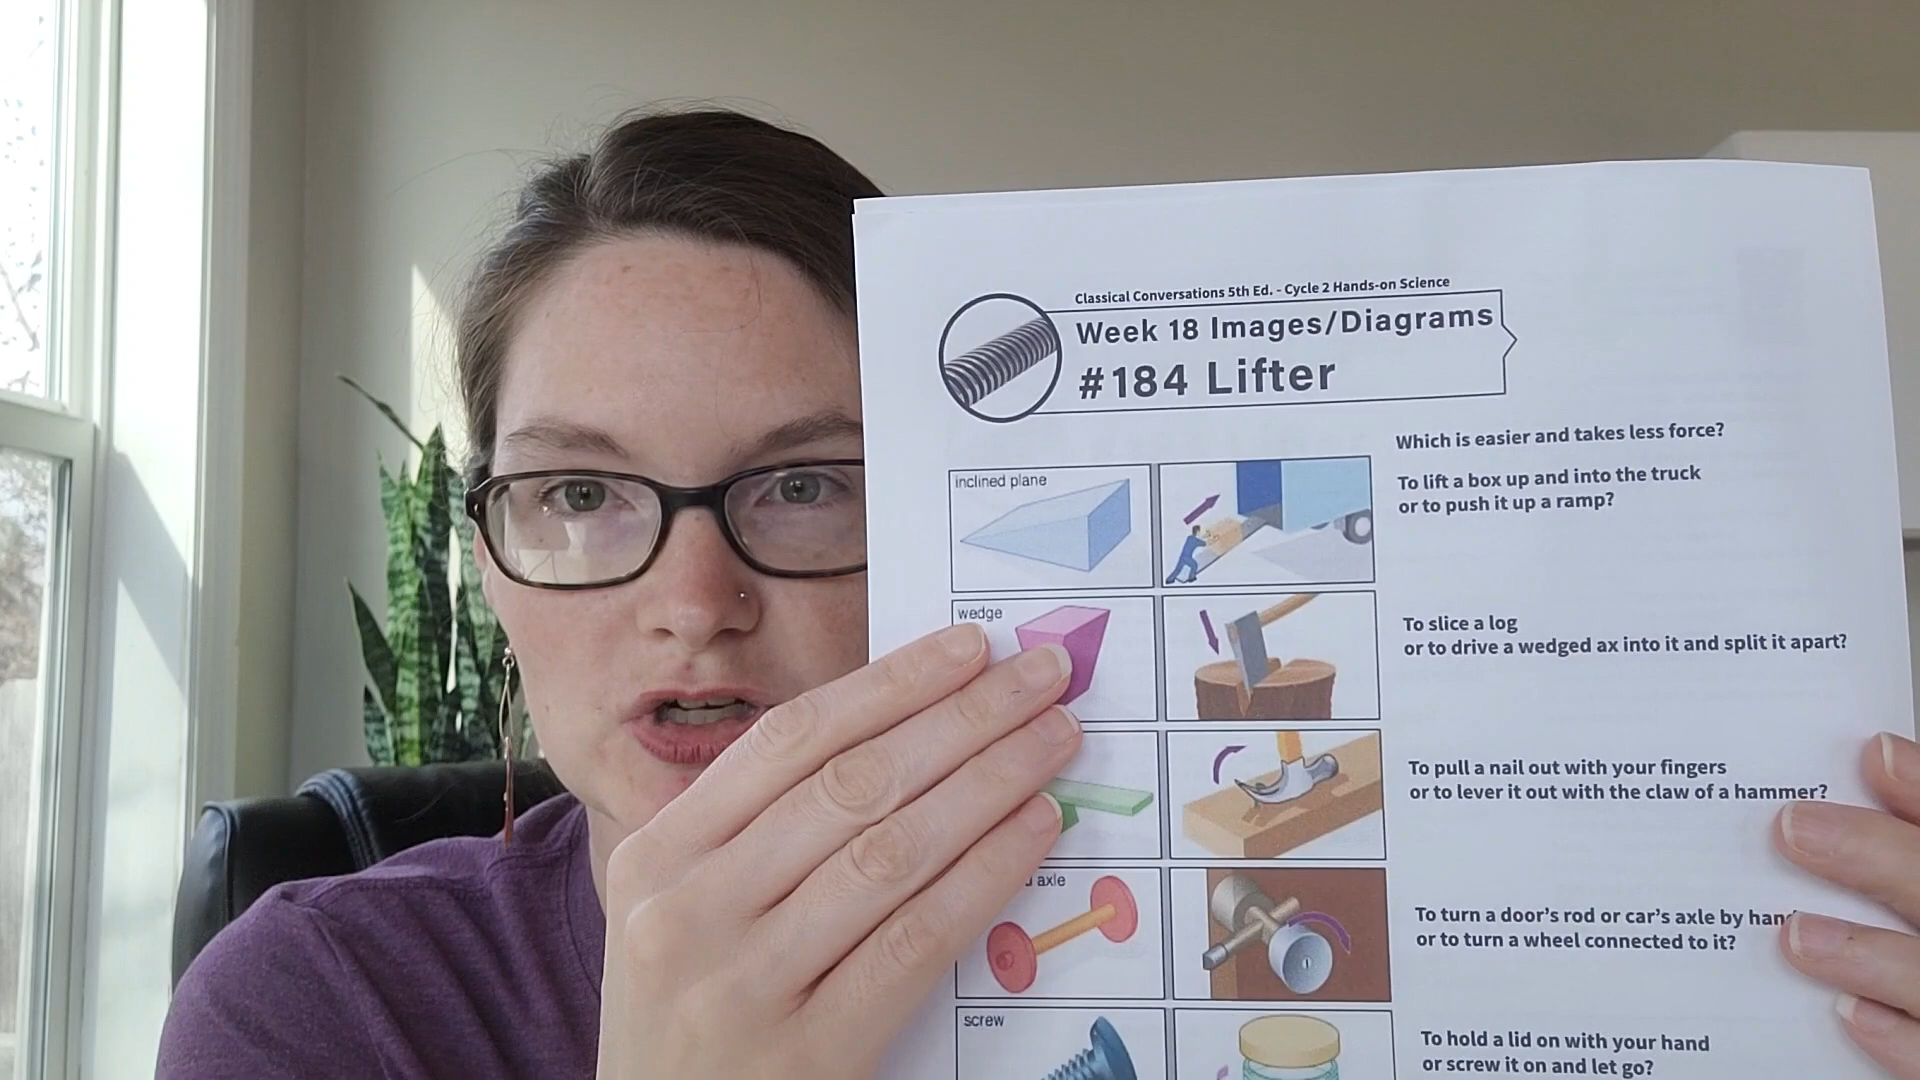 Classical Conversations 5th Ed. - Cycle 2 Hands-on Science
Week 18 Images/Diagrams
#184 Lifter
Which is easier and takes less force?
inclined plane
To lift a box up and into the truck
or to push it up a ramp?
wedge
To slice a log
or to drive a wedged ax into it and split it apart?
To pull a nail out with your fingers
or to lever it out with the claw of a hammer?
axle
To turn a door's rod or car's axle by hand
or to turn a wheel connected to it?
screw
To hold a lid on with your hand
or screw it on and let go?